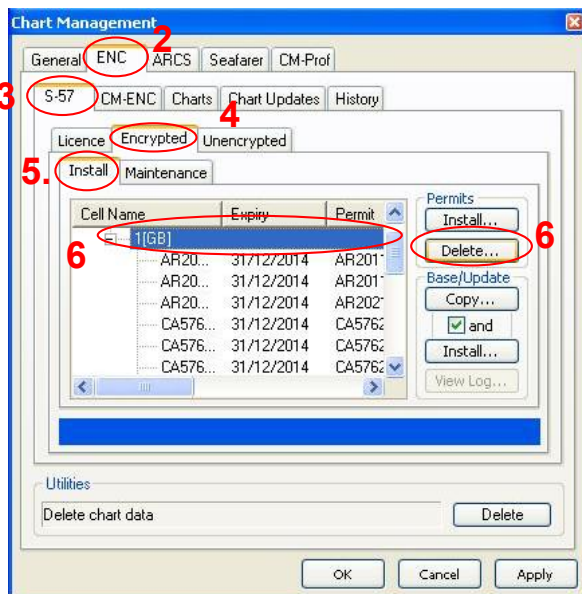 Chart Management
2
General ENC ARCS Seafarer CM-Prof
3 S-57 CM-ENC Charts Chart Updates History
4
Licence Encrypted Unencrypted
5. Install Maintenance
Cell Name Expiry Permit
Permits
Install...
6 1[GB]
Delete... 6
AR20... 31/12/2014 AR201
Base/Update
AR20... 31/12/2014 AR201
Copy...
AR20... 31/12/2014 AR202
and
CA576... 31/12/2014 CA5762
CA576... 31/12/2014 CA5762
Install...
CA576... 31/12/2014 CA5762
View Log...
Utilities
Delete chart data Delete
OK Cancel Apply